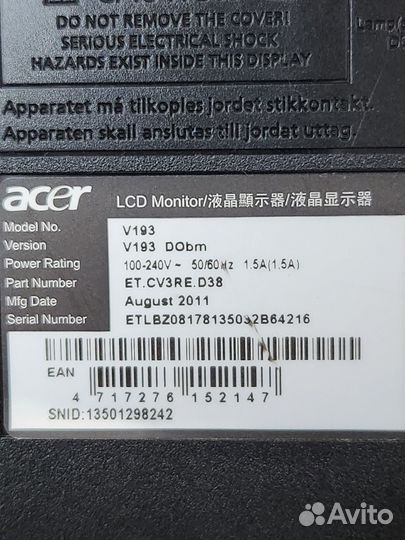 DO NOT REMOVE THE COVER!
SERIOUS ELECTRICAL SHOCK
HAZARDS EXIST INSIDE THIS DISPLAY
Lamp(s
Apparatet må tilkoples jordet stikkontakt.
Apparaten skall anslutas till jordat uttag.
acer LCD Monitor/液晶顯示器/液晶显示器
Model No. V193
Version V193 DObm
Power Rating 100-240V ~ 50/60Hz 1.5A(1.5A)
Part Number ET.CV3RE.D38
Mfg Date August 2011
Serial Number
EAN
4 717276 152147
SNID:13501298242
Avito